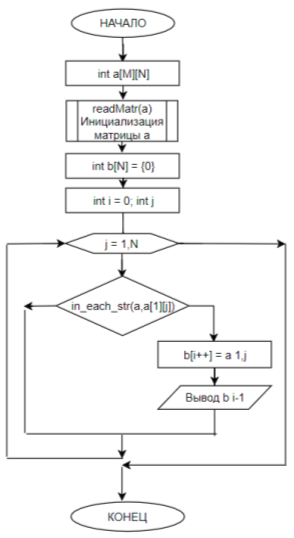 НАЧАЛО
int a[M][N]
readMatr(a)
Инициализация
матрицы a
int b[N] = {0}
int i = 0; int j
j = 1,N
in_each_str(a,a[1][j])
b[i++] = a 1,j
Вывод b i-1
КОНЕЦ